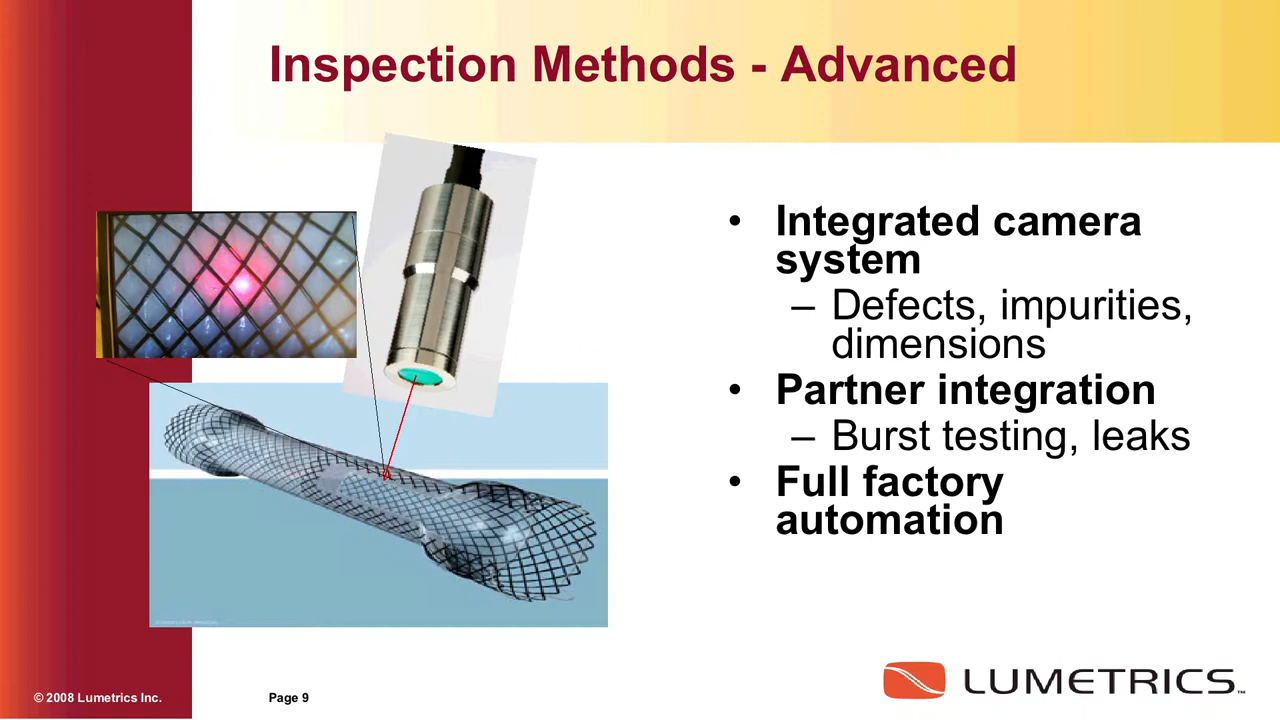 Inspection Methods - Advanced
• Integrated camera
system
– Defects, impurities,
dimensions
• Partner integration
– Burst testing, leaks
• Full factory
automation
© 2008 Lumetrics Inc.
Page 9
LUMETRICS™